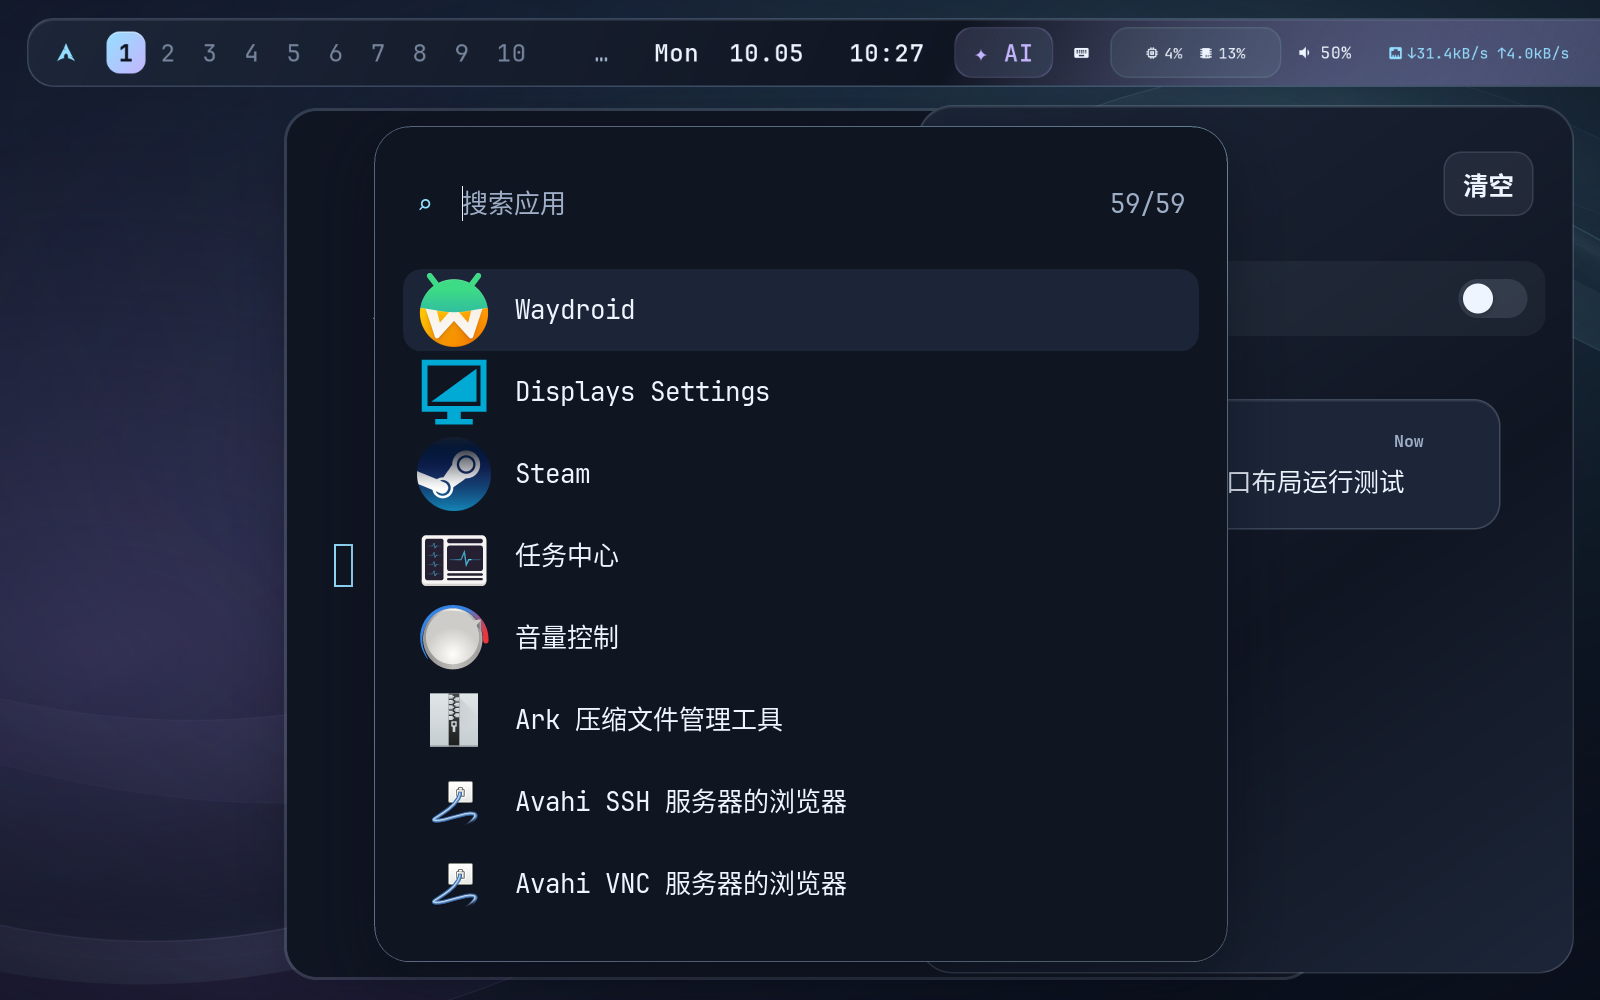 1 2 3 4 5 6 7 8 9 10 … Mon 10.05 10:27 ✦ AI 4% 13% 50% ↓31.4kB/s ↑4.0kB/s
清空
搜索应用 59/59
Waydroid
Displays Settings
Now
Steam
口布局运行测试
任务中心
音量控制
Ark 压缩文件管理工具
Avahi SSH 服务器的浏览器
Avahi VNC 服务器的浏览器